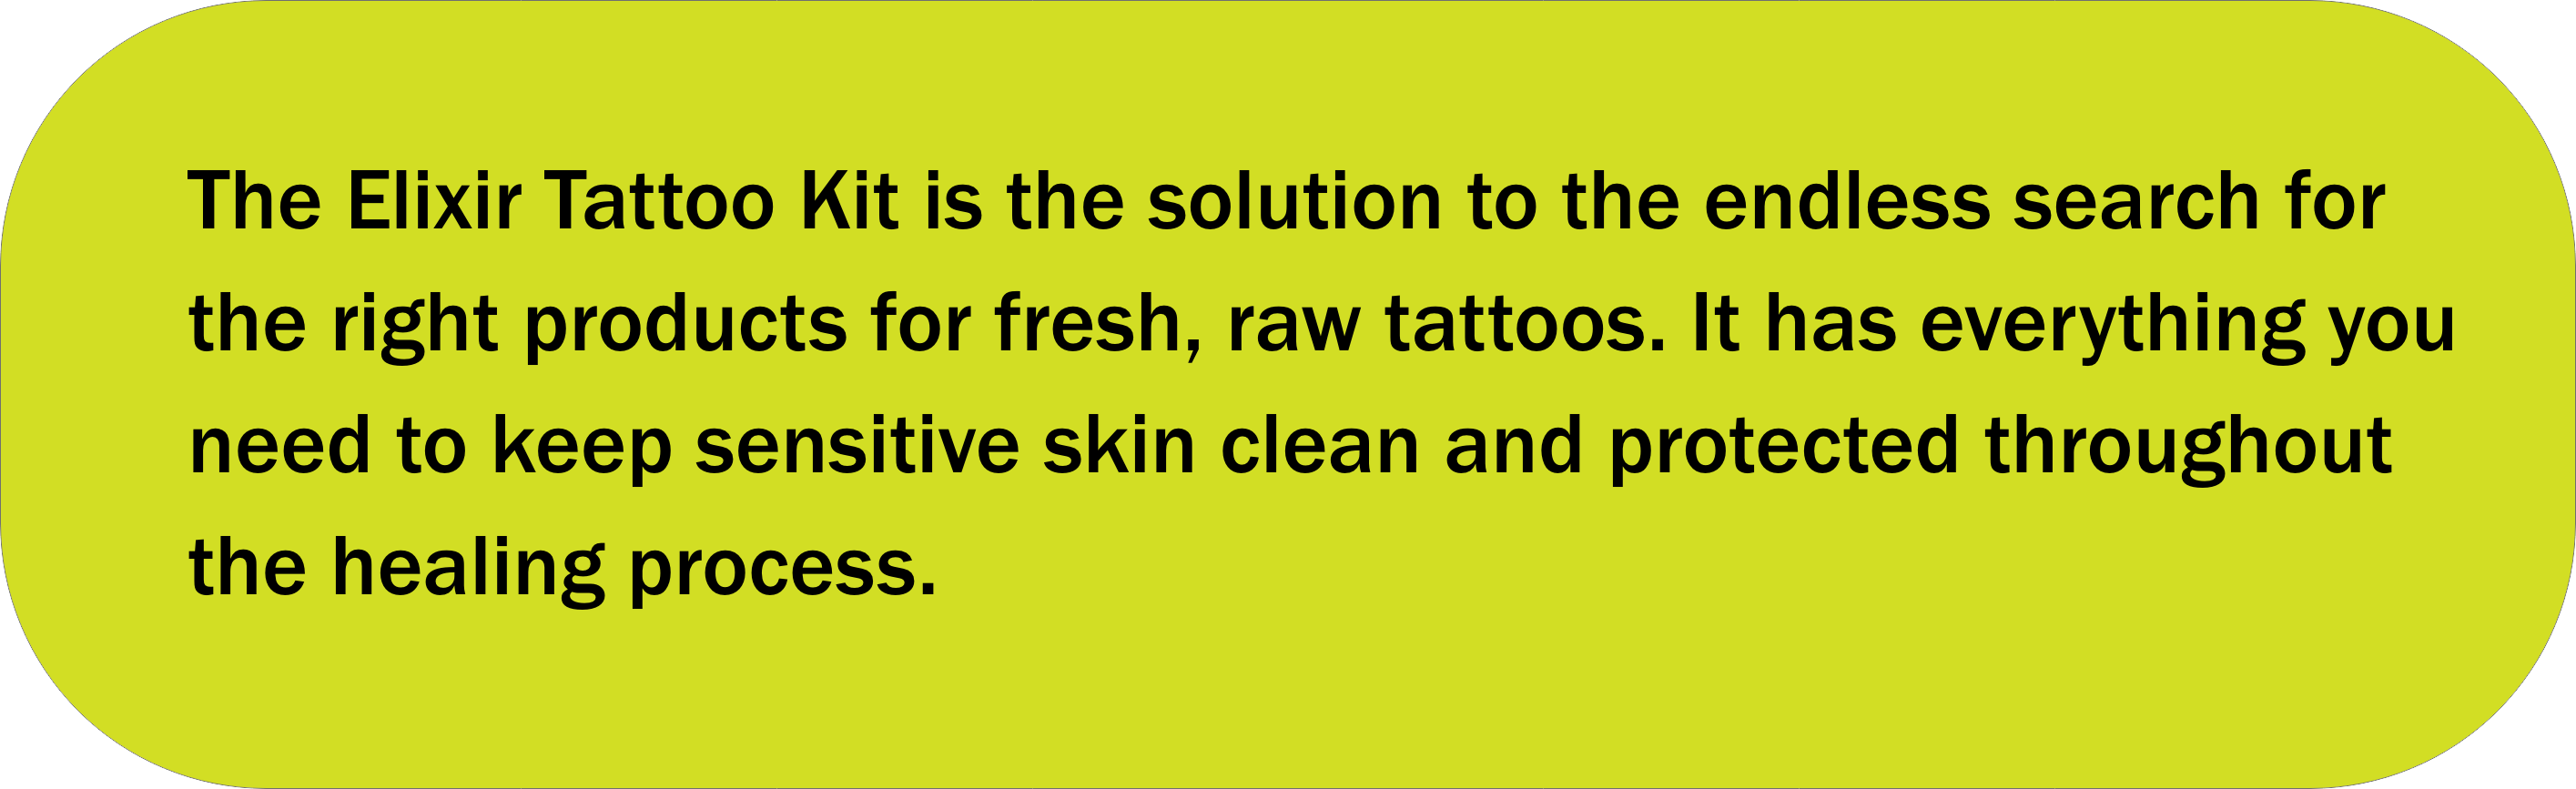 The Elixir Tattoo Kit is the solution to the endless search for
the right products for fresh, raw tattoos. It has everything you
need to keep sensitive skin clean and protected throughout
the healing process.